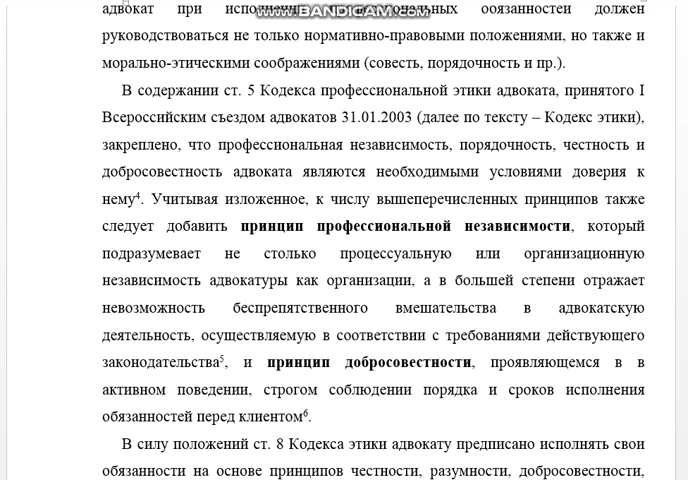 адвокат при исполнении профессиональных обязанностей должен
WWW.BANDICAM.COM
руководствоваться не только нормативно-правовыми положениями, но также и
морально-этическими соображениями (совесть, порядочность и пр.).
В содержании ст. 5 Кодекса профессиональной этики адвоката, принятого I
Всероссийским съездом адвокатов 31.01.2003 (далее по тексту – Кодекс этики),
закреплено, что профессиональная независимость, порядочность, честность и
добросовестность адвоката являются необходимыми условиями доверия к
нему⁴. Учитывая изложенное, к числу вышеперечисленных принципов также
следует добавить принцип профессиональной независимости, который
подразумевает не столько процессуальную или организационную
независимость адвокатуры как организации, а в большей степени отражает
невозможность беспрепятственного вмешательства в адвокатскую
деятельность, осуществляемую в соответствии с требованиями действующего
законодательства⁵, и принцип добросовестности, проявляющемся в в
активном поведении, строгом соблюдении порядка и сроков исполнения
обязанностей перед клиентом⁶.
В силу положений ст. 8 Кодекса этики адвокату предписано исполнять свои
обязанности на основе принципов честности, разумности, добросовестности,